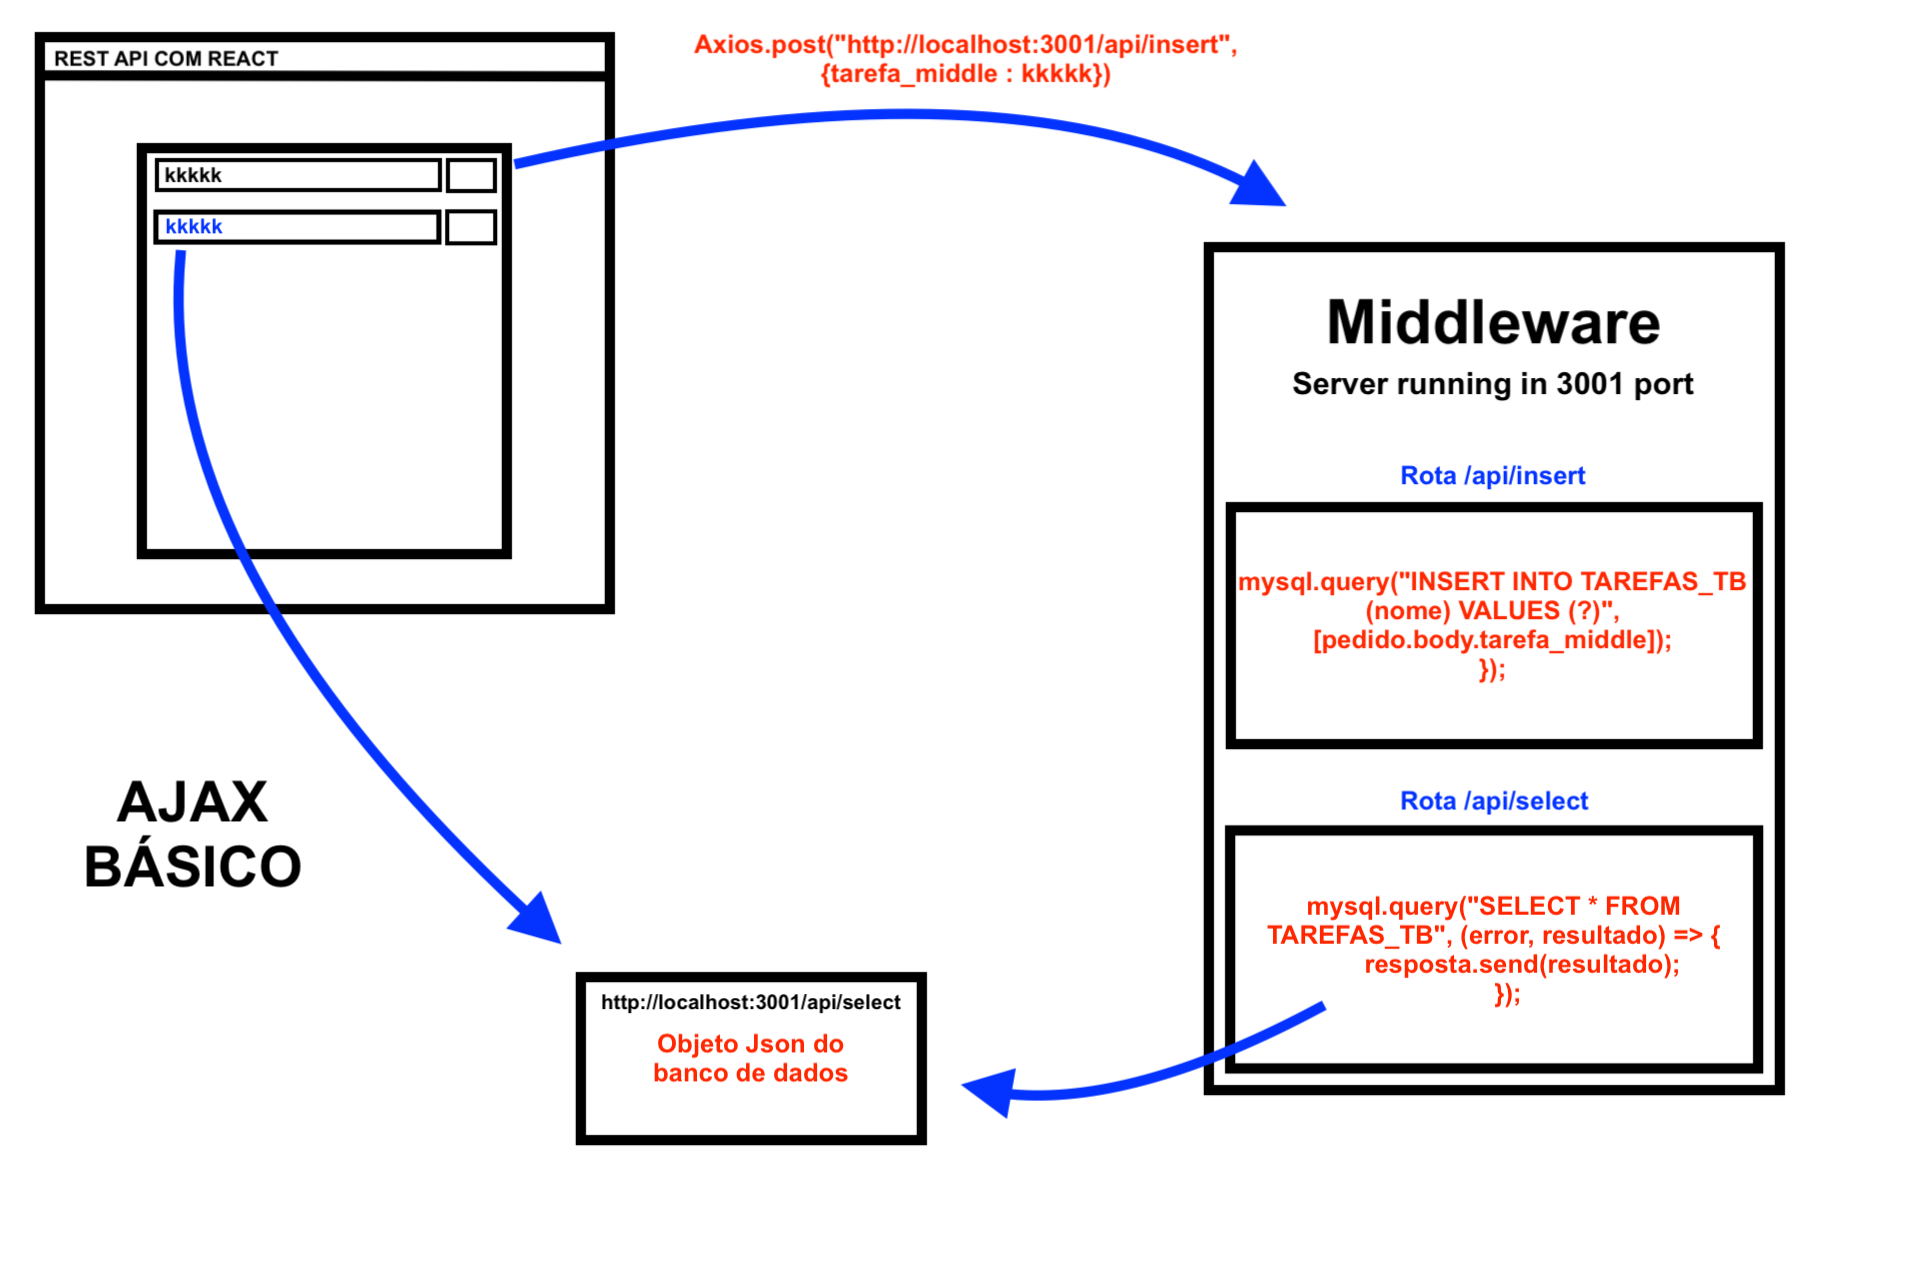 REST API COM REACT
kkkkk
kkkkk
Axios.post("http://localhost:3001/api/insert",
{tarefa_middle : kkkkk})
Middleware
Server running in 3001 port
Rota /api/insert
mysql.query("INSERT INTO TAREFAS_TB
(nome) VALUES (?)",
[pedido.body.tarefa_middle]);
});
Rota /api/select
mysql.query("SELECT * FROM
TAREFAS_TB", (error, resultado) => {
resposta.send(resultado);
});
AJAX
BÁSICO
http://localhost:3001/api/select
Objeto Json do
banco de dados